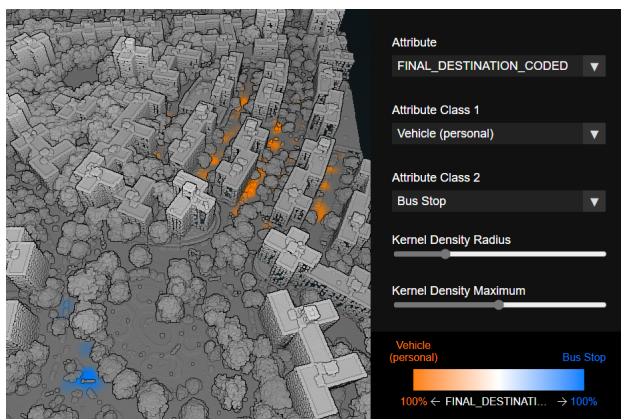 Attribute
FINAL_DESTINATION_CODED
Attribute Class 1
Vehicle (personal)
Attribute Class 2
Bus Stop
Kernel Density Radius
Kernel Density Maximum
Vehicle
(personal)
Bus Stop
100% ← FINAL_DESTINATI... → 100%